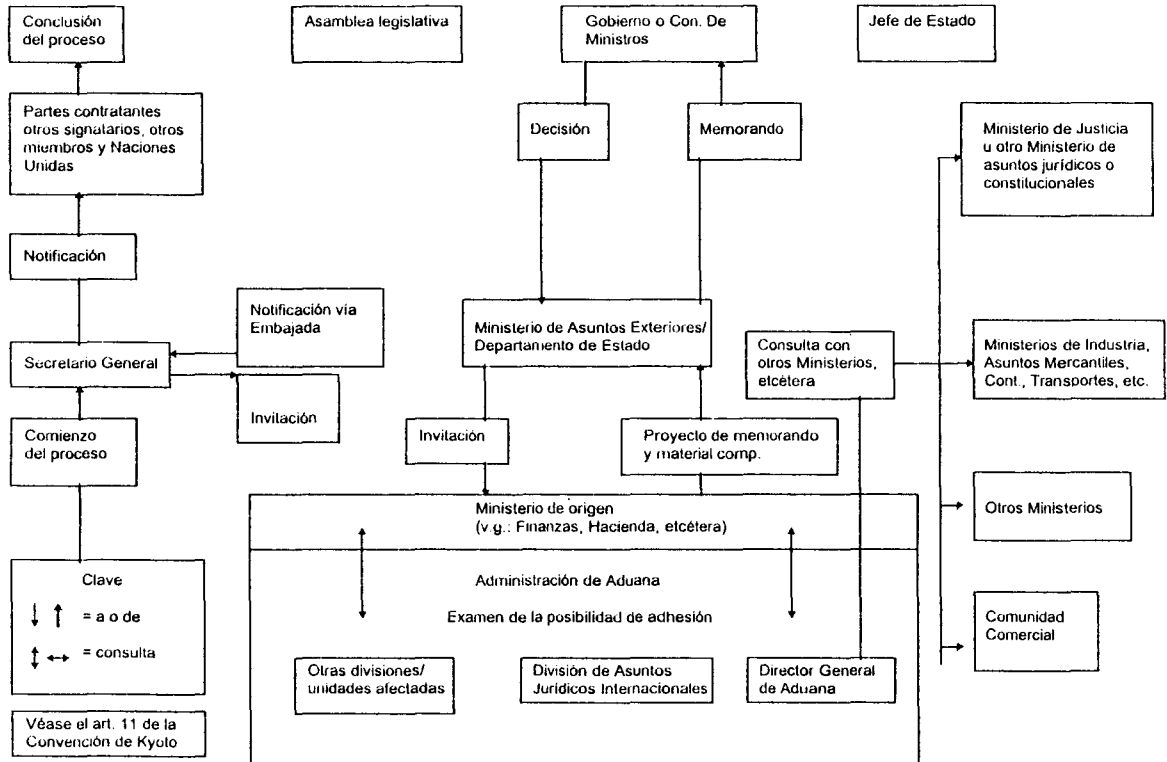 Conclusión
del proceso
Asamblea legislativa
Gobierno o Con. De
Ministros
Jefe de Estado
Partes contratantes
otros signatarios, otros
miembros y Naciones
Unidas
Decisión
Memorando
Ministerio de Justicia
u otro Ministerio de
asuntos jurídicos o
constitucionales
Notificación
Notificación vía
Embajada
Secretario General
Invitación
Ministerio de Asuntos Exteriores/
Departamento de Estado
Consulta con
otros Ministerios,
etcétera
Ministerios de Industria,
Asuntos Mercantiles,
Cont., Transportes, etc.
Comienzo
del proceso
Invitación
Proyecto de memorando
y material comp.
Ministerio de origen
(v.g.: Finanzas, Hacienda, etcétera)
Otros Ministerios
Clave
= a o de
= consulta
Administración de Aduana
Examen de la posibilidad de adhesión
Comunidad
Comercial
Otras divisiones/
unidades afectadas
División de Asuntos
Jurídicos Internacionales
Director General
de Aduana
Véase el art. 11 de la
Convención de Kyoto